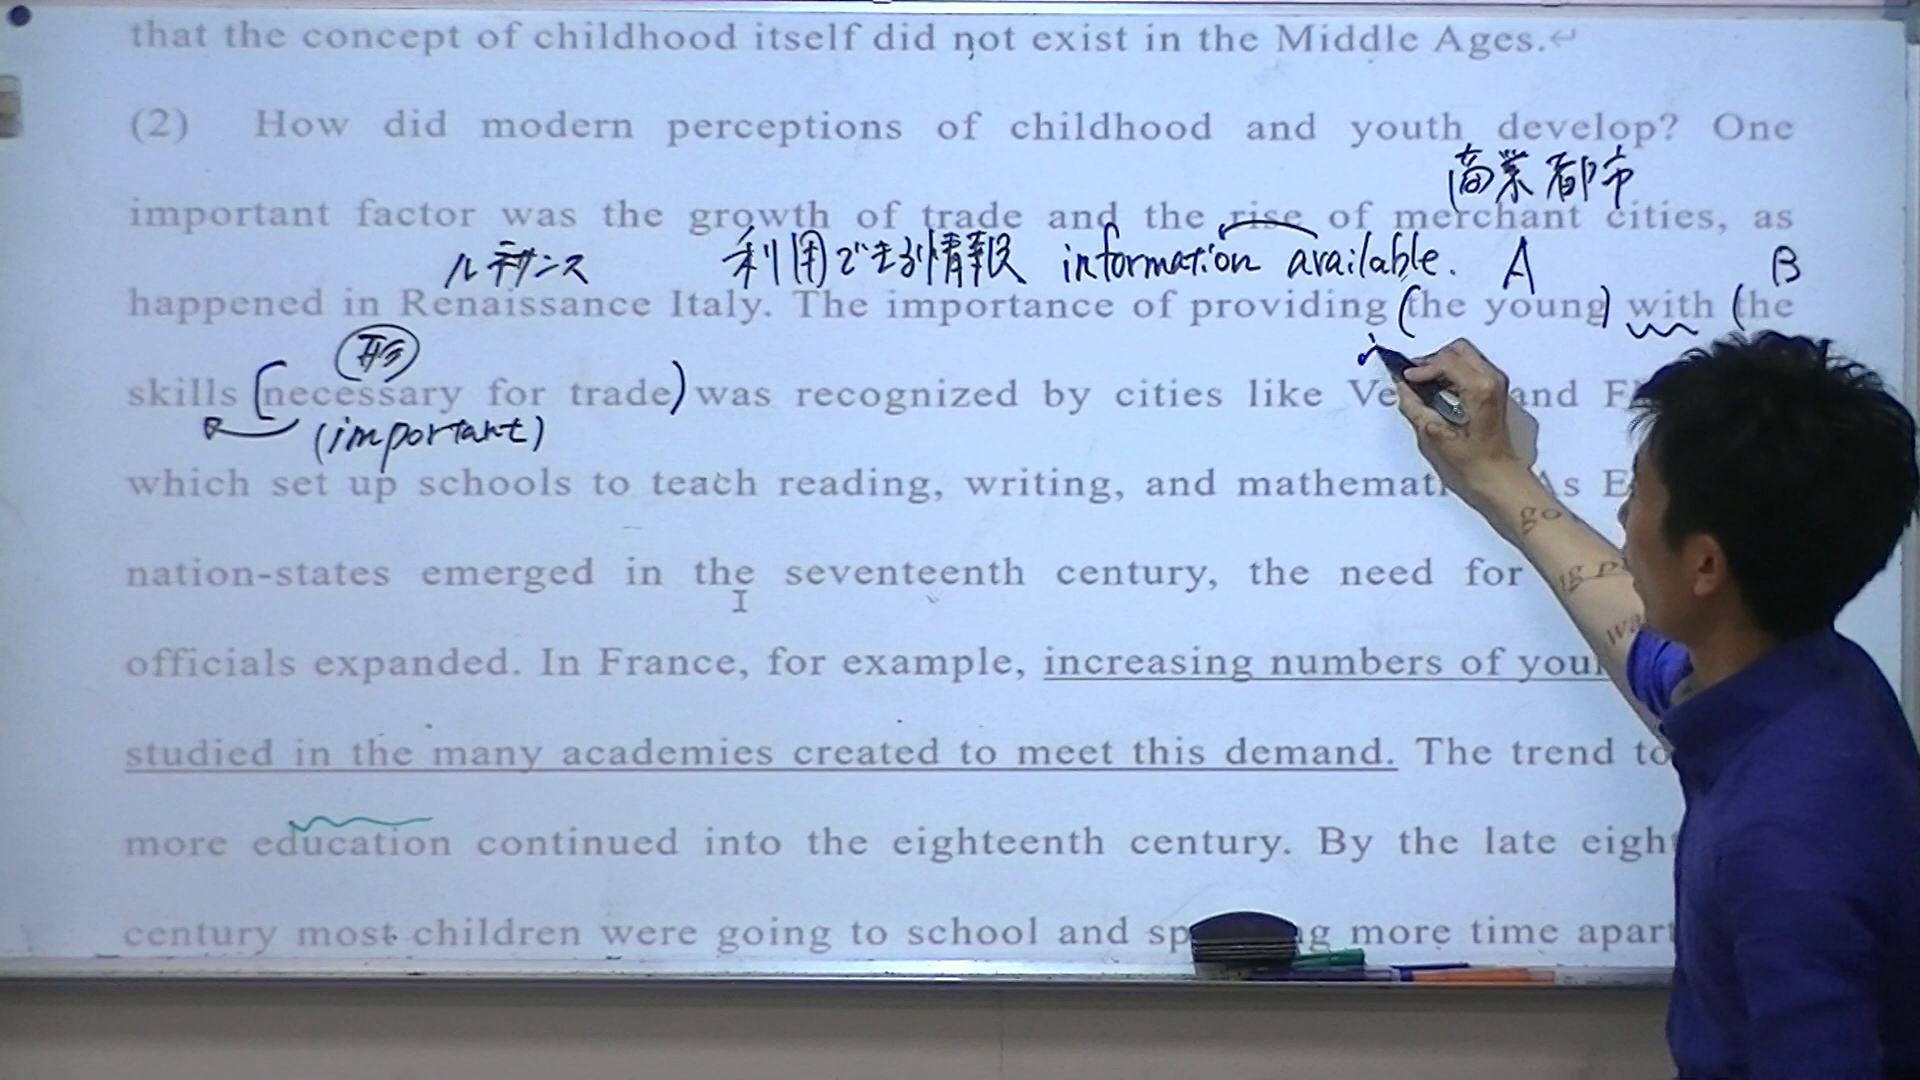 that the concept of childhood itself did not exist in the Middle Ages.↵
(2) How did modern perceptions of childhood and youth develop? One
商業都市
important factor was the growth of trade and the rise of merchant cities, as
ルネサンス 利用できる情報 information available. A B
happened in Renaissance Italy. The importance of providing (the young) with (the
形
skills [necessary for trade) was recognized by cities like Ve and
(important)
which set up schools to teach reading, writing, and As
nation-states emerged in the seventeenth century, the need for
officials expanded. In France, for example, increasing numbers of
studied in the many academies created to meet this demand. The trend
more education continued into the eighteenth century. By the late
century most children were going to school and more time apart